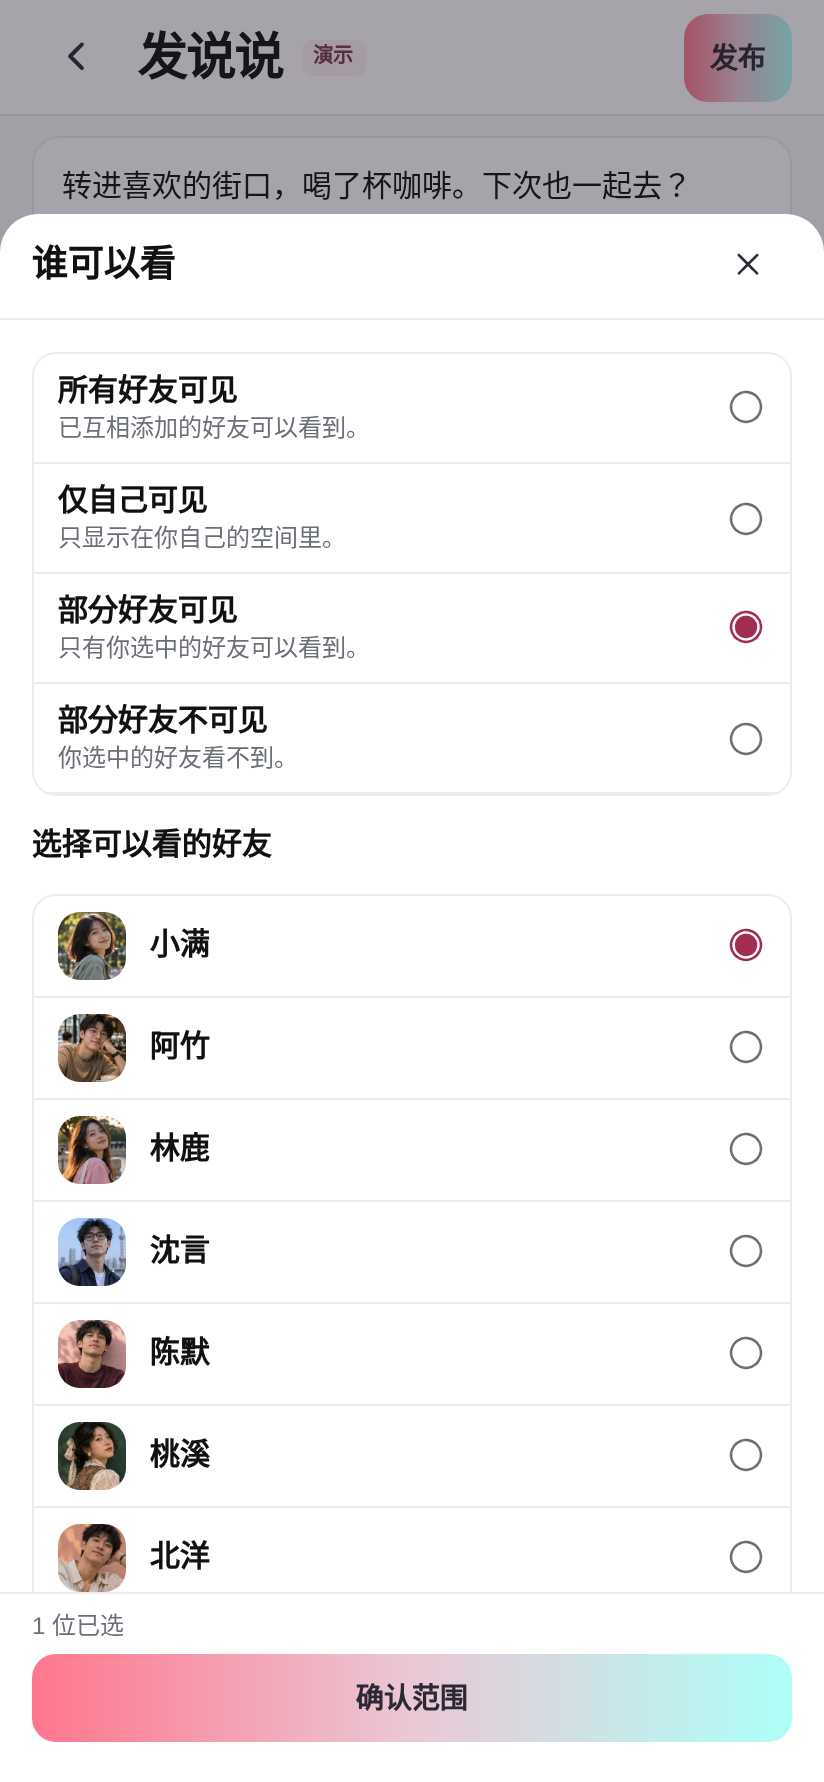 发说说
演示
发布
转进喜欢的街口，喝了杯咖啡。下次也一起去？
谁可以看
所有好友可见
已互相添加的好友可以看到。
仅自己可见
只显示在你自己的空间里。
部分好友可见
只有你选中的好友可以看到。
部分好友不可见
你选中的好友看不到。
选择可以看的好友
小满
阿竹
林鹿
沈言
陈默
桃溪
北洋
1 位已选
确认范围